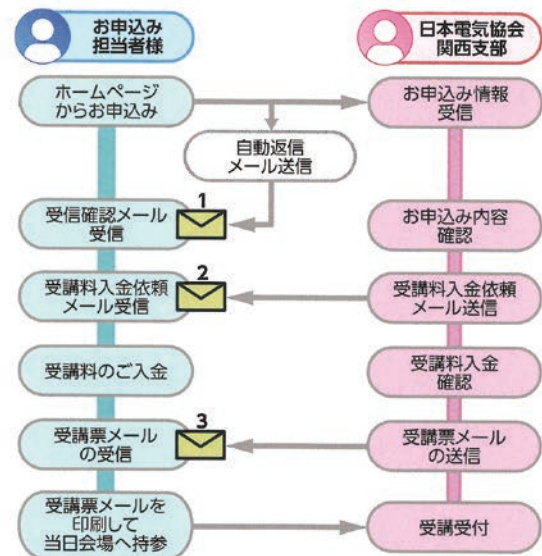 お申込み
担当者様
日本電気協会
関西支部
ホームページ
からお申込み
お申込み情報
受信
自動返信
メール送信
1
受信確認メール
受信
お申込み内容
確認
2
受講料入金依頼
メール受信
受講料入金依頼
メール送信
受講料のご入金
受講料入金
確認
3
受講票メール
の受信
受講票メール
の送信
受講票メールを
印刷して
当日会場へ持参
受講受付